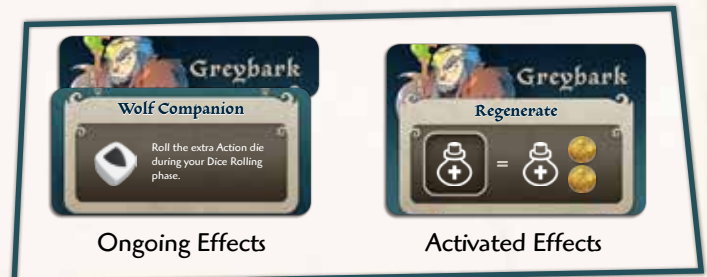 Greybark
Wolf Companion
Roll the extra Action die
during your Dice Rolling
phase.
Ongoing Effects
Greybark
Regenerate
=
Activated Effects